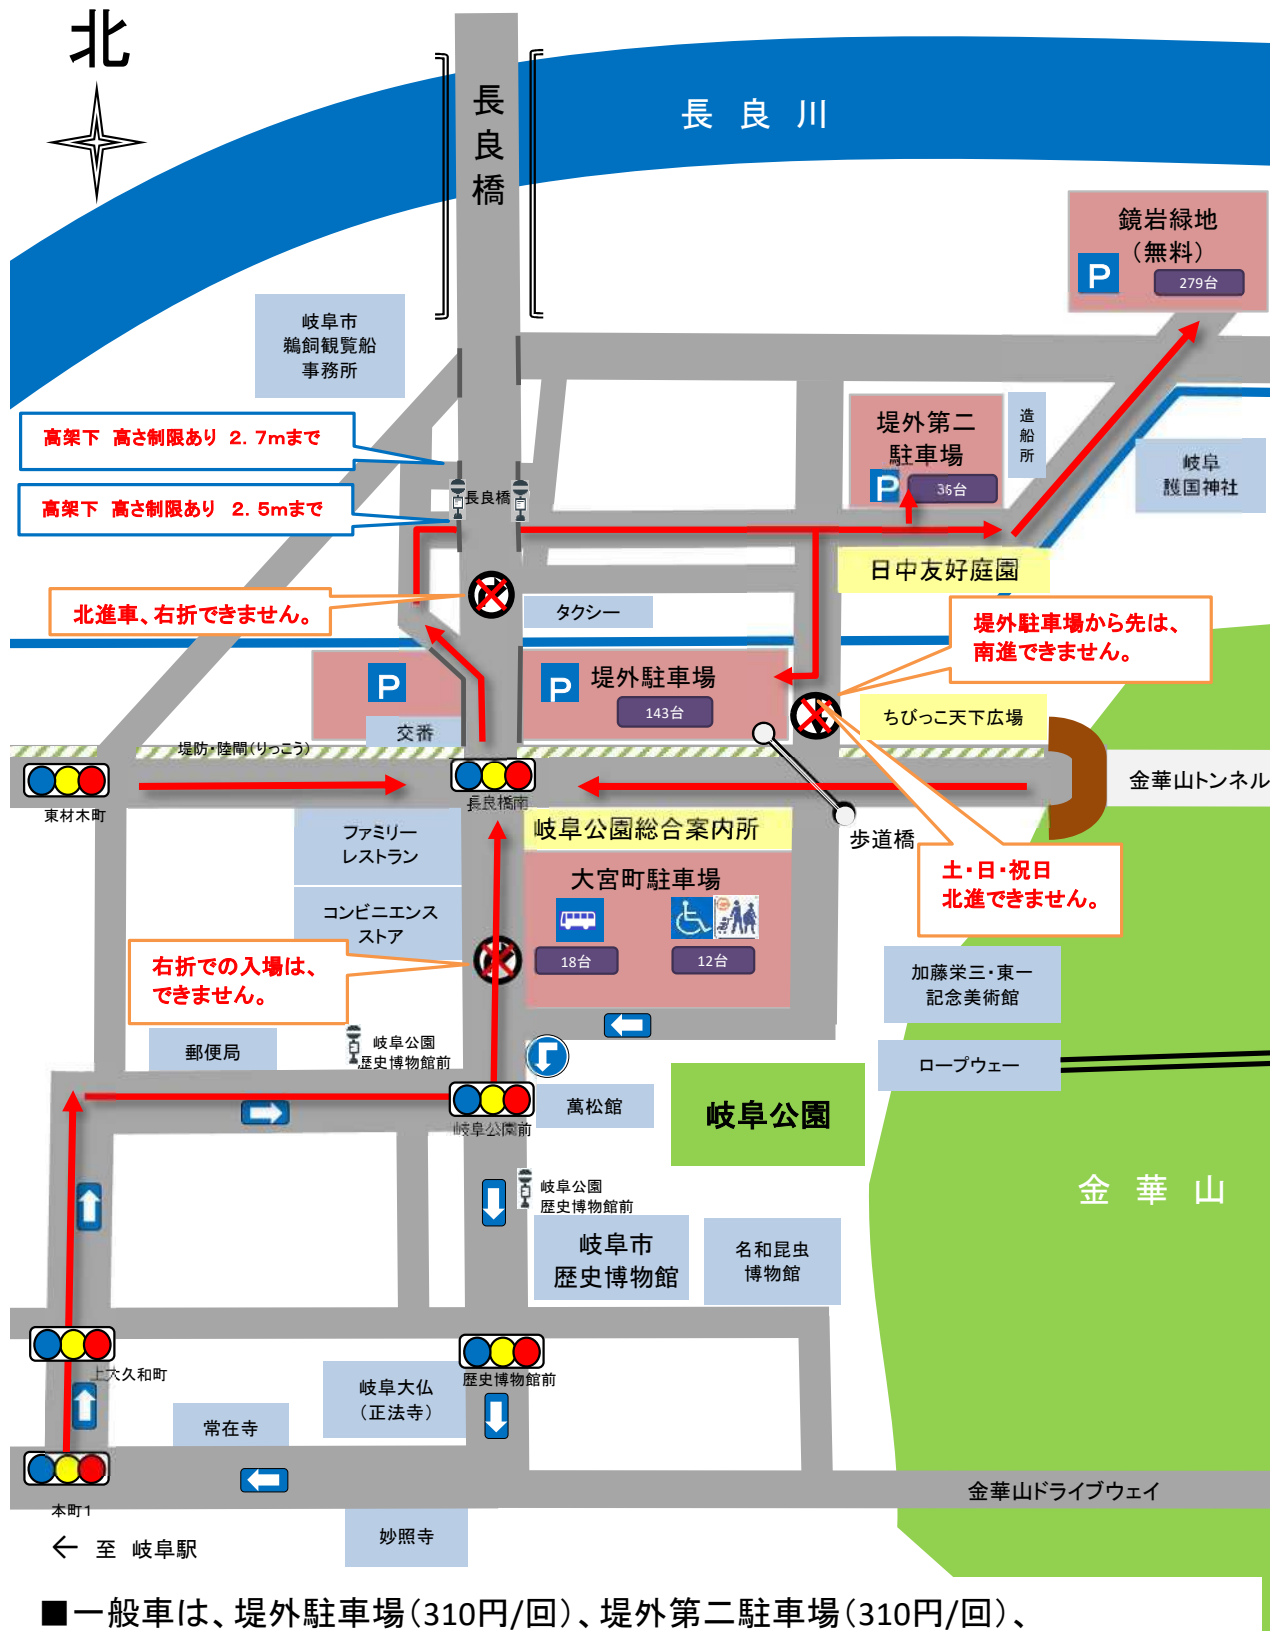 北
長良橋
長良川
鏡岩緑地
（無料）
P
279台
岐阜市
鵜飼観覧船
事務所
堤外第二
駐車場
P
36台
造船所
岐阜
護国神社
高架下 高さ制限あり ２．７ｍまで
高架下 高さ制限あり ２．５ｍまで
長良橋
日中友好庭園
北進車、右折できません。
タクシー
堤外駐車場から先は、
南進できません。
P
P
堤外駐車場
143台
交番
ちびっこ天下広場
堤防・陸閘（りっこう）
金華山トンネル
東材木町
長良橋南
ファミリー
レストラン
岐阜公園総合案内所
歩道橋
大宮町駐車場
18台
12台
土・日・祝日
北進できません。
コンビニエンス
ストア
右折での入場は、
できません。
加藤栄三・東一
記念美術館
郵便局
岐阜公園
歴史博物館前
ロープウェー
萬松館
岐阜公園
岐阜公園前
岐阜公園
歴史博物館前
金華山
岐阜市
歴史博物館
名和昆虫
博物館
上大久和町
歴史博物館前
岐阜大仏
（正法寺）
常在寺
金華山ドライブウェイ
本町１
妙照寺
← 至 岐阜駅
■一般車は、堤外駐車場（310円/回）、堤外第二駐車場（310円/回）、